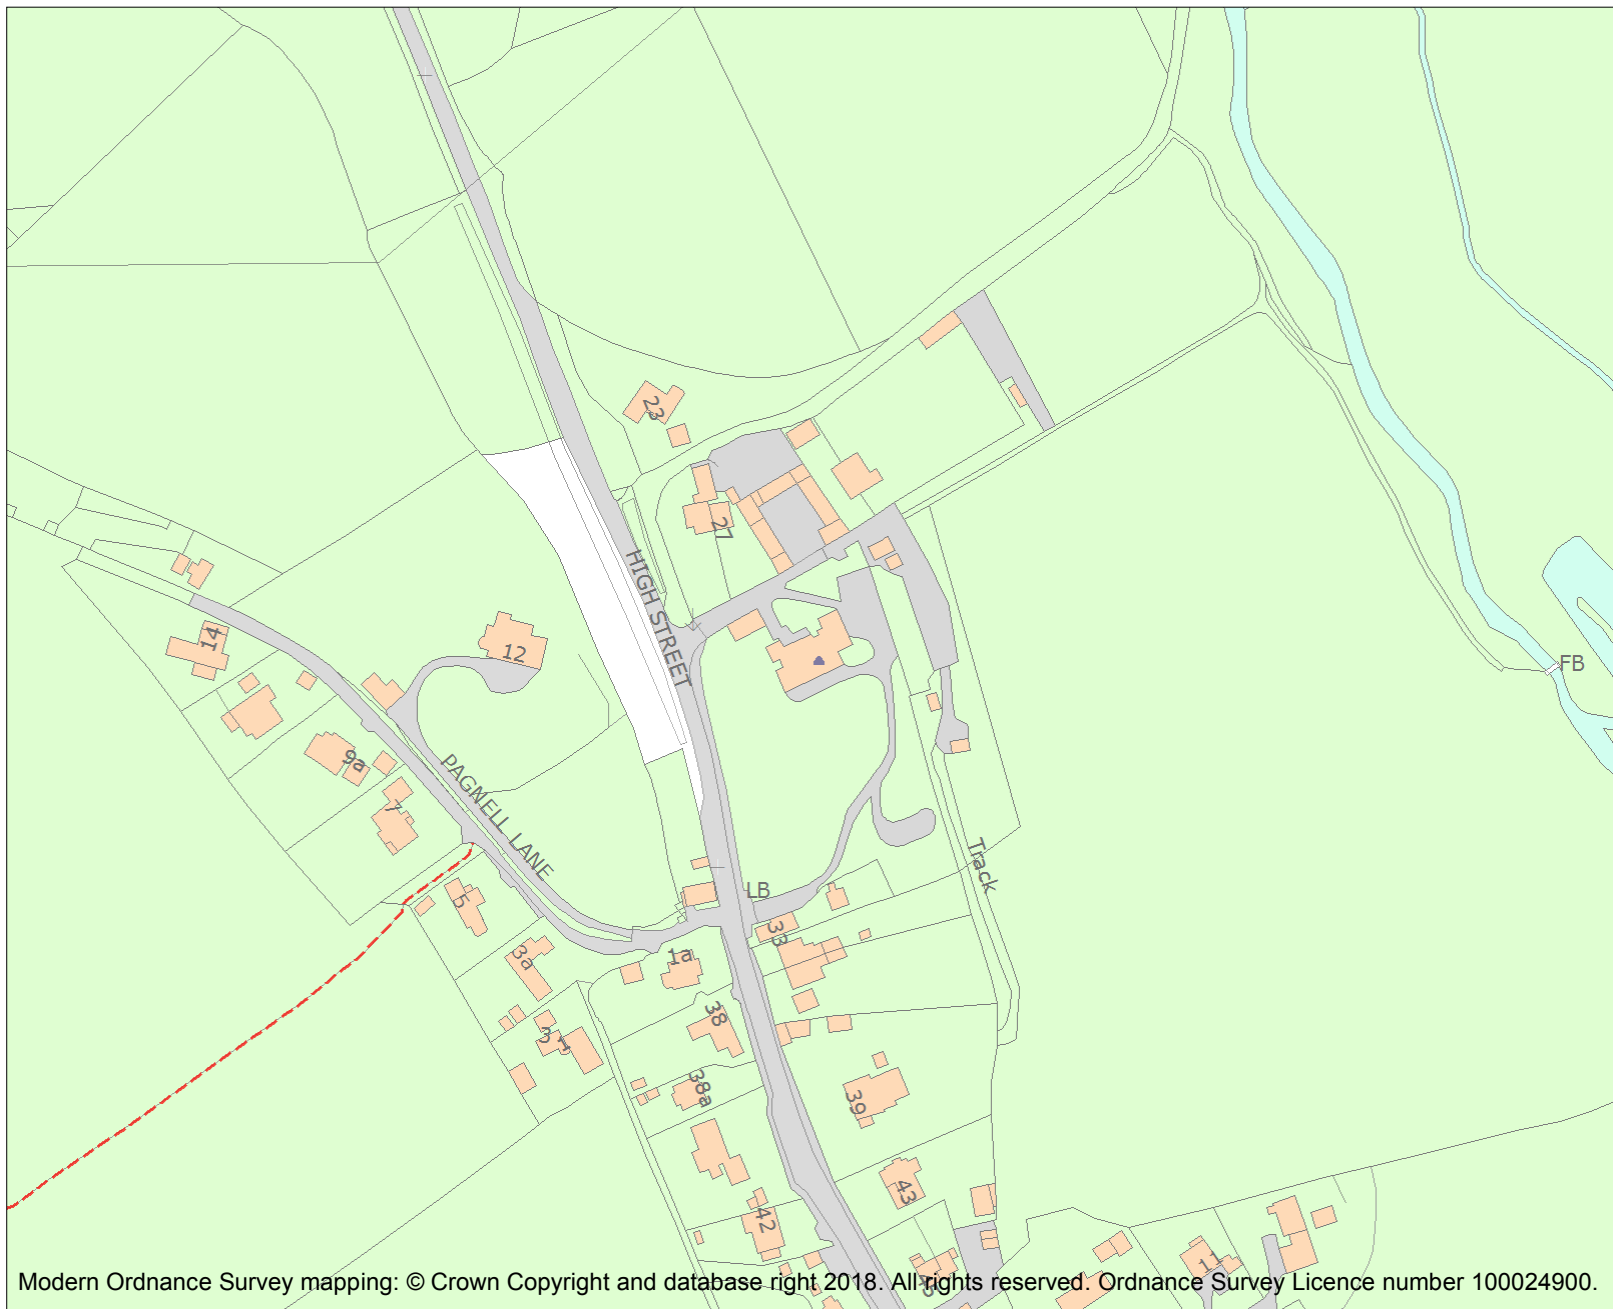 23
27
HIGH STREET
14
12
FB
9a
PAGNELL LANE
7
Track
LB
5
33
1a
3a
38
3
1
38a
39
43
42
11
Modern Ordnance Survey mapping: © Crown Copyright and database right 2018. All rights reserved. Ordnance Survey Licence number 100024900.